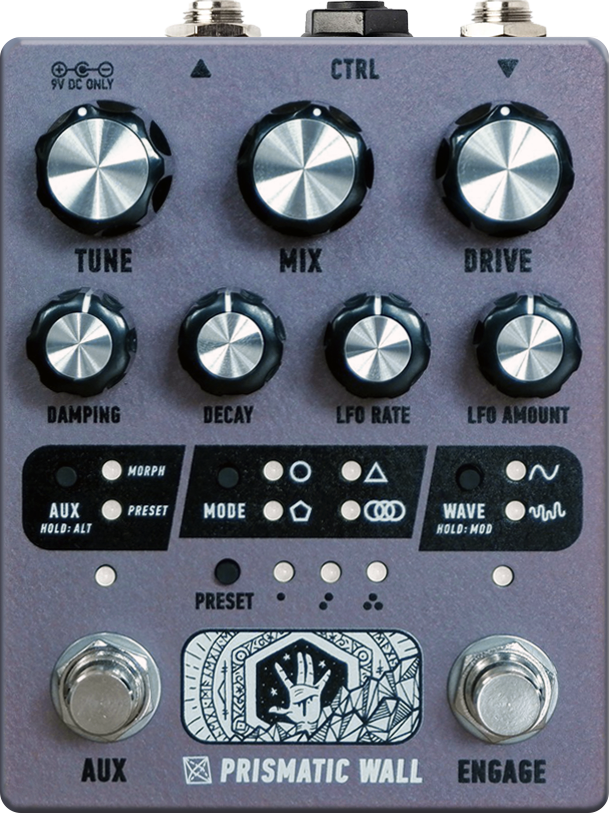 CTRL
9V DC ONLY
TUNE MIX DRIVE
DAMPING DECAY LFO RATE LFO AMOUNT
MORPH
AUX PRESET MODE WAVE
HOLD: ALT HOLD: MOD
PRESET
AUX PRISMATIC WALL ENGAGE